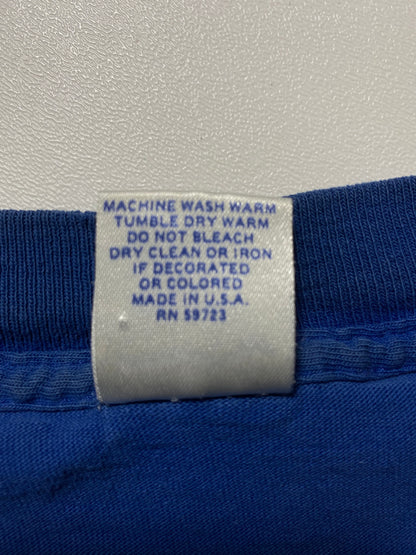 MACHINE WASH WARM
TUMBLE DRY WARM
DO NOT BLEACH
DRY CLEAN OR IRON
IF DECORATED
OR COLORED
MADE IN U.S.A.
RN 59723